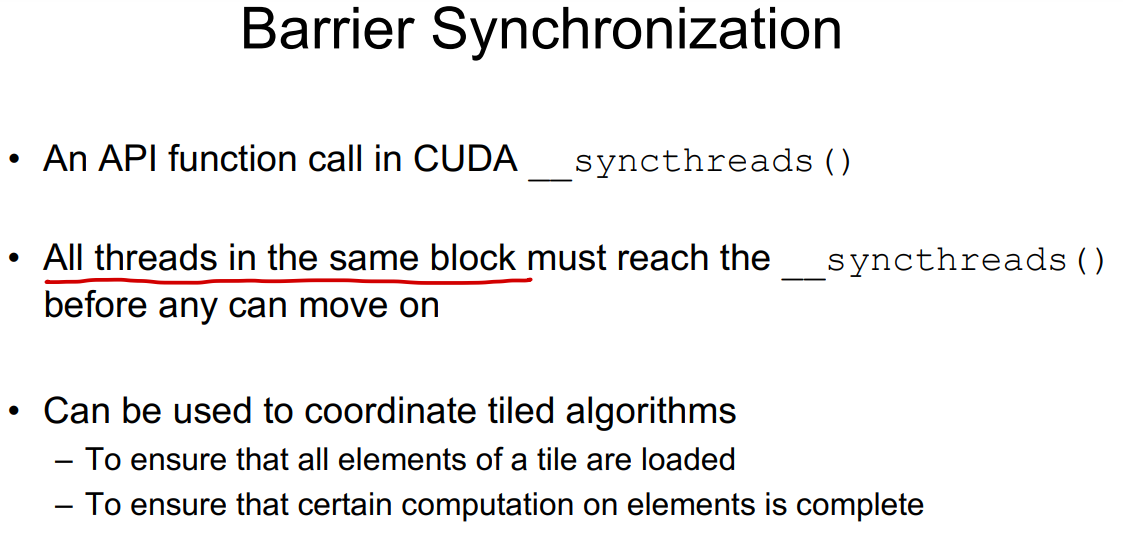 Barrier Synchronization
• An API function call in CUDA __syncthreads()
• All threads in the same block must reach the __syncthreads()
before any can move on
• Can be used to coordinate tiled algorithms
– To ensure that all elements of a tile are loaded
– To ensure that certain computation on elements is complete